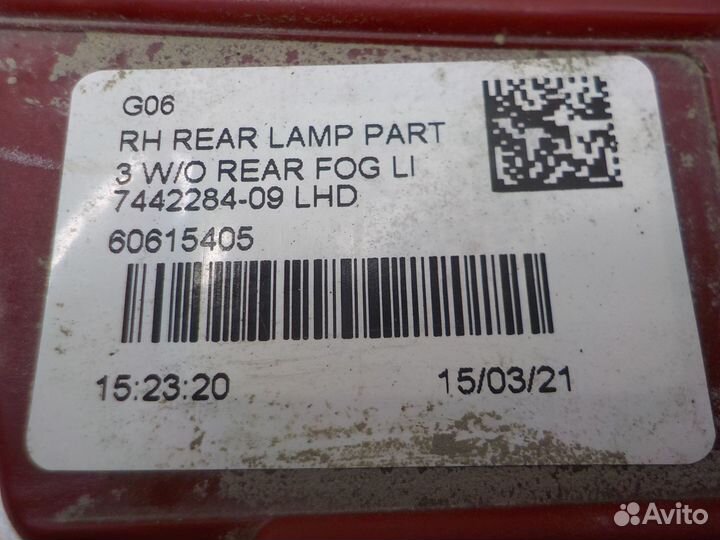 G06
RH REAR LAMP PART
3 W/O REAR FOG LI
7442284-09 LHD
60615405
15:23:20 15/03/21
Avito